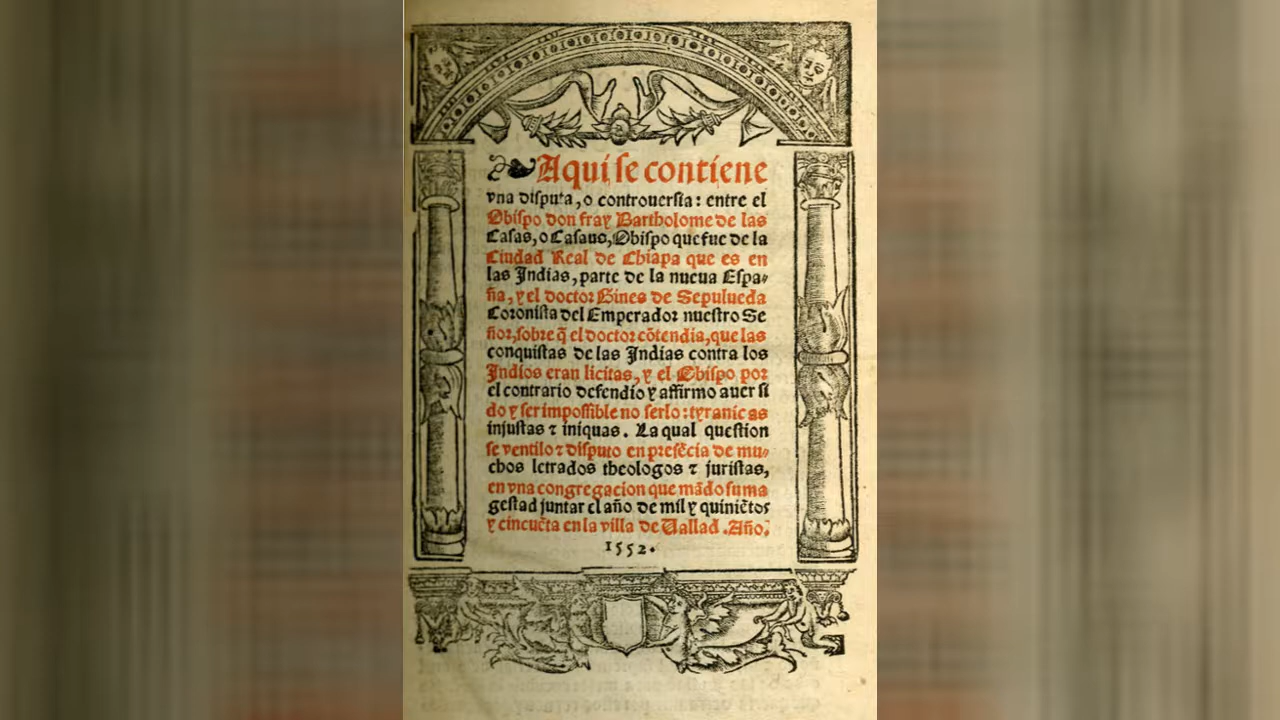 Aqui se contiene
vna disputa, o controuersia: entre el
Obispo don fray Bartholome de las
Casas, o Casaus, Obispo que fue de la
Ciudad Real de Chiapa que es en
las Indias, parte de la nueua Espa-
ña, y el doctor Gines de Sepulueda
Coronista del Emperador nuestro Se
ñor, sobre q̃ el doctor cõtendia, que las
conquistas de las Indias contra los
Indios eran licitas, y el Obispo por
el contrario defendio y affirmo auer si
do y ser impossible no serlo: tyranicas
injustas ⁊ iniquas. La qual question
se ventilo ⁊ disputo en presẽcia de mu-
chos letrados theologos ⁊ juristas,
en vna congregacion que mãdo su ma
gestad juntar el año de mil y quiniẽtos
y cincuẽta en la villa de Vallad. Año.
1552.